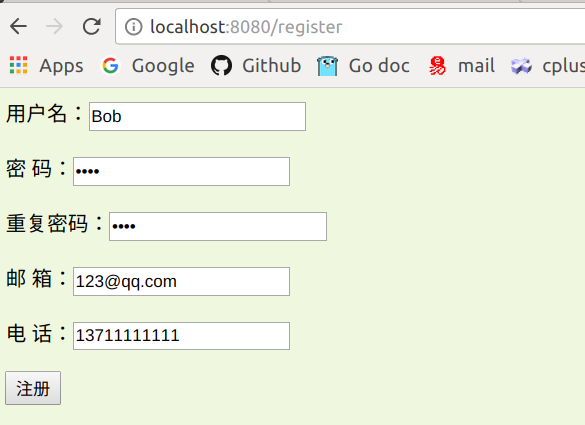 localhost:8080/register
Apps Google Github Go doc mail cplus
用户名：Bob
密 码：••••
重复密码：••••
邮 箱：123@qq.com
电 话：13711111111
注册